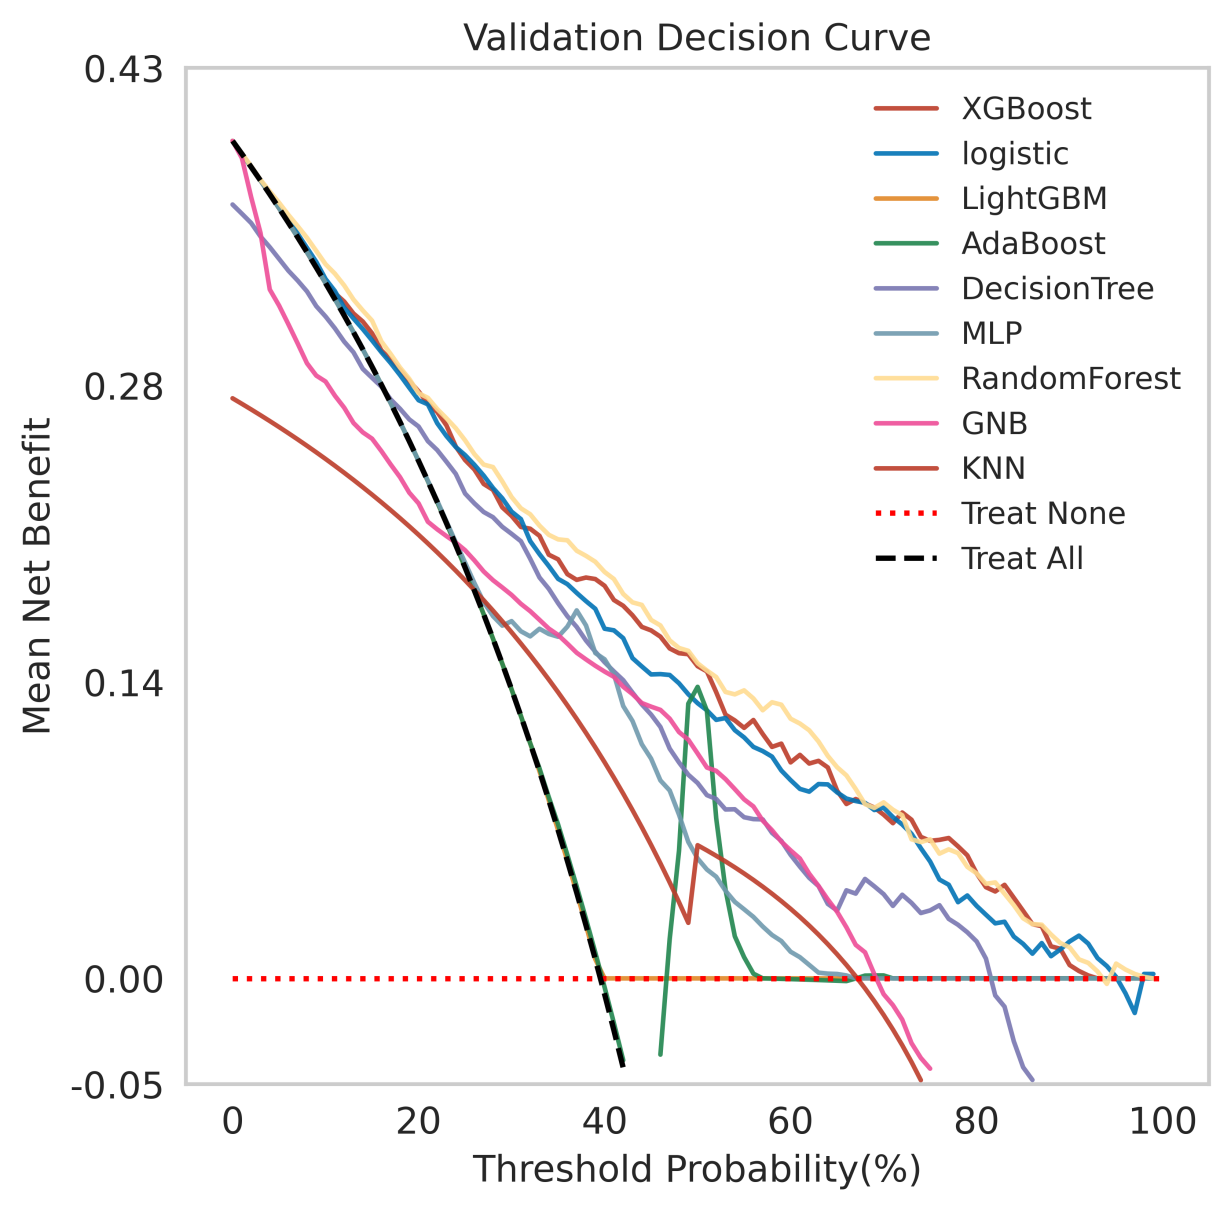 Validation Decision Curve
0.43
0.28
0.14
0.00
-0.05
Mean Net Benefit
XGBoost
logistic
LightGBM
AdaBoost
DecisionTree
MLP
RandomForest
GNB
KNN
Treat None
Treat All
0 20 40 60 80 100
Threshold Probability(%)